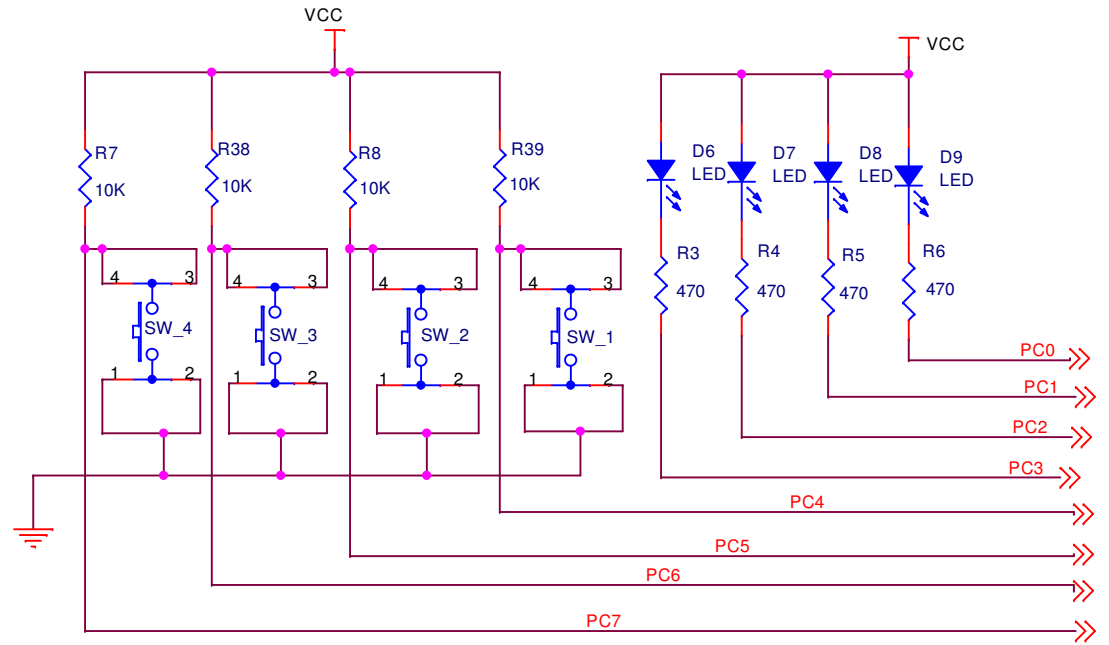 VCC
VCC
R7
10K
R38
10K
R8
10K
R39
10K
D6
LED
D7
LED
D8
LED
D9
LED
R3
470
R4
470
R5
470
R6
470
4 3
SW_4
1 2
4 3
SW_3
1 2
4 3
SW_2
1 2
4 3
SW_1
1 2
PC0
PC1
PC2
PC3
PC4
PC5
PC6
PC7